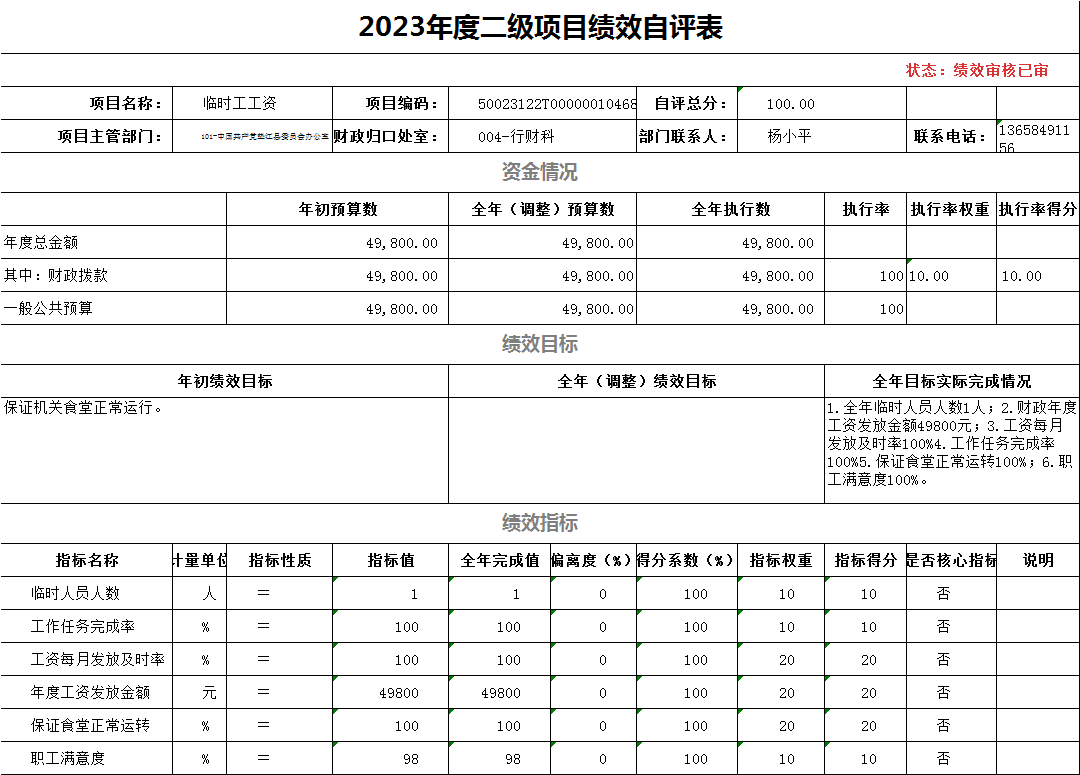 2023年度二级项目绩效自评表
状态：绩效审核已审
项目名称： 临时工工资 项目编码： 50023122T00000010468 自评总分： 100.00
项目主管部门： 101-中国共产党垫江县委员会办公室 财政归口处室： 004-行财科 部门联系人： 杨小平 联系电话： 136584911
56
资金情况
年初预算数 全年（调整）预算数 全年执行数 执行率 执行率权重 执行率得分
年度总金额 49,800.00 49,800.00 49,800.00
其中：财政拨款 49,800.00 49,800.00 49,800.00 100 10.00 10.00
一般公共预算 49,800.00 49,800.00 49,800.00 100
绩效目标
年初绩效目标 全年（调整）绩效目标 全年目标实际完成情况
保证机关食堂正常运行。
1.全年临时人员人数1人；2.财政年度
工资发放金额49800元；3.工资每月
发放及时率100%4.工作任务完成率
100%5.保证食堂正常运转100%；6.职
工满意度100%。
绩效指标
指标名称 计量单位 指标性质 指标值 全年完成值 偏离度（%） 得分系数（%） 指标权重 指标得分 是否核心指标 说明
临时人员人数 人 ＝ 1 1 0 100 10 10 否
工作任务完成率 % ＝ 100 100 0 100 10 10 否
工资每月发放及时率 % ＝ 100 100 0 100 20 20 否
年度工资发放金额 元 ＝ 49800 49800 0 100 20 20 否
保证食堂正常运转 % ＝ 100 100 0 100 20 20 否
职工满意度 % ＝ 98 98 0 100 10 10 否